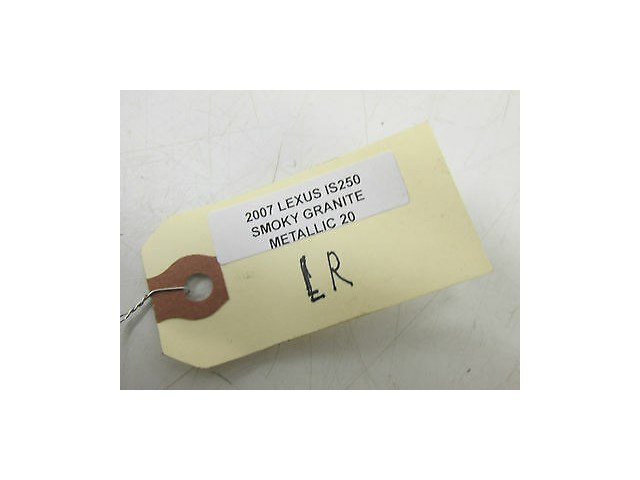 2007 LEXUS IS250
SMOKY GRANITE
METALLIC 20
LR